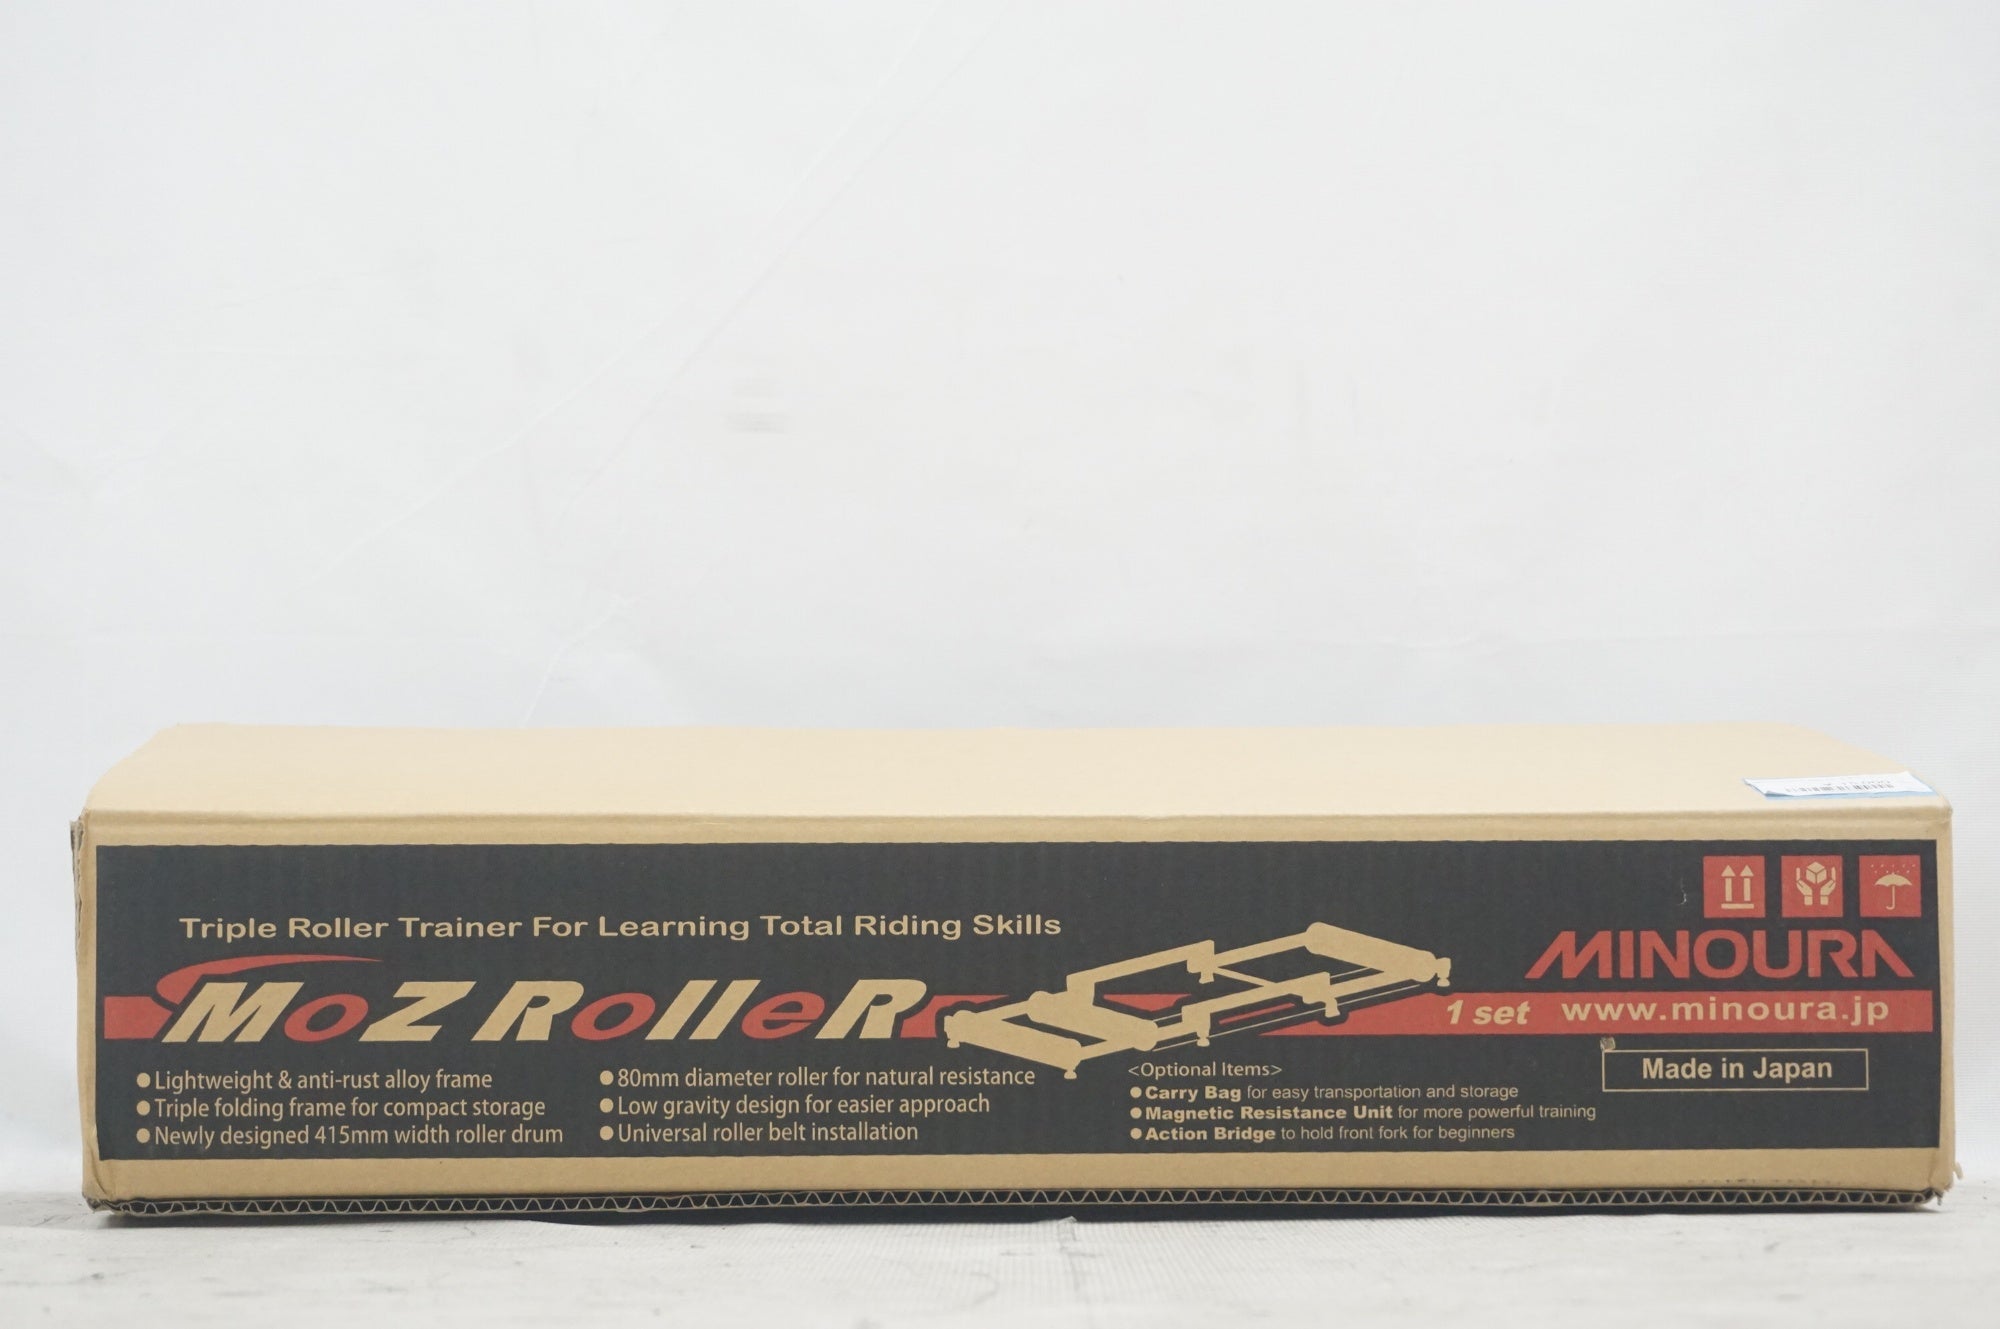 Triple Roller Trainer For Learning Total Riding Skills
MoZ RolleR
● Lightweight & anti-rust alloy frame
● Triple folding frame for compact storage
● Newly designed 415mm width roller drum
● 80mm diameter roller for natural resistance
● Low gravity design for easier approach
● Universal roller belt installation
<Optional Items>
● Carry Bag for easy transportation and storage
● Magnetic Resistance Unit for more powerful training
● Action Bridge to hold front fork for beginners
MINOURA
1 set www.minoura.jp
Made in Japan